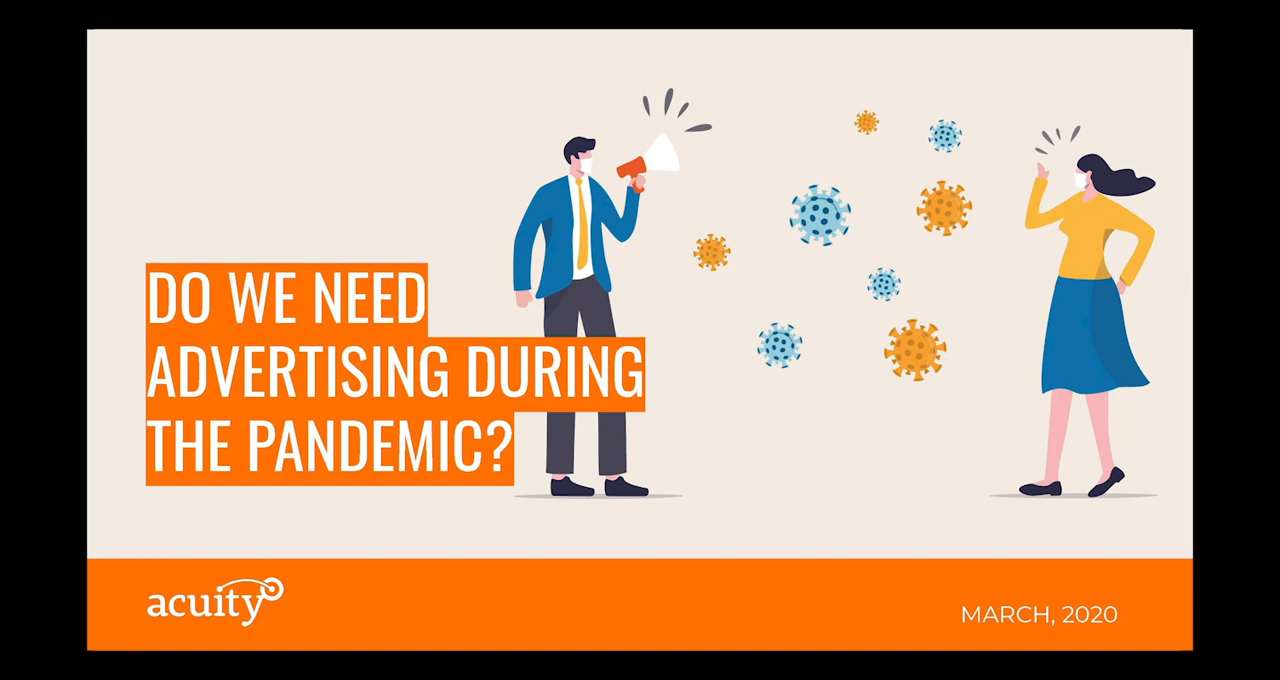 DO WE NEED
ADVERTISING DURING
THE PANDEMIC?
acuity
MARCH, 2020